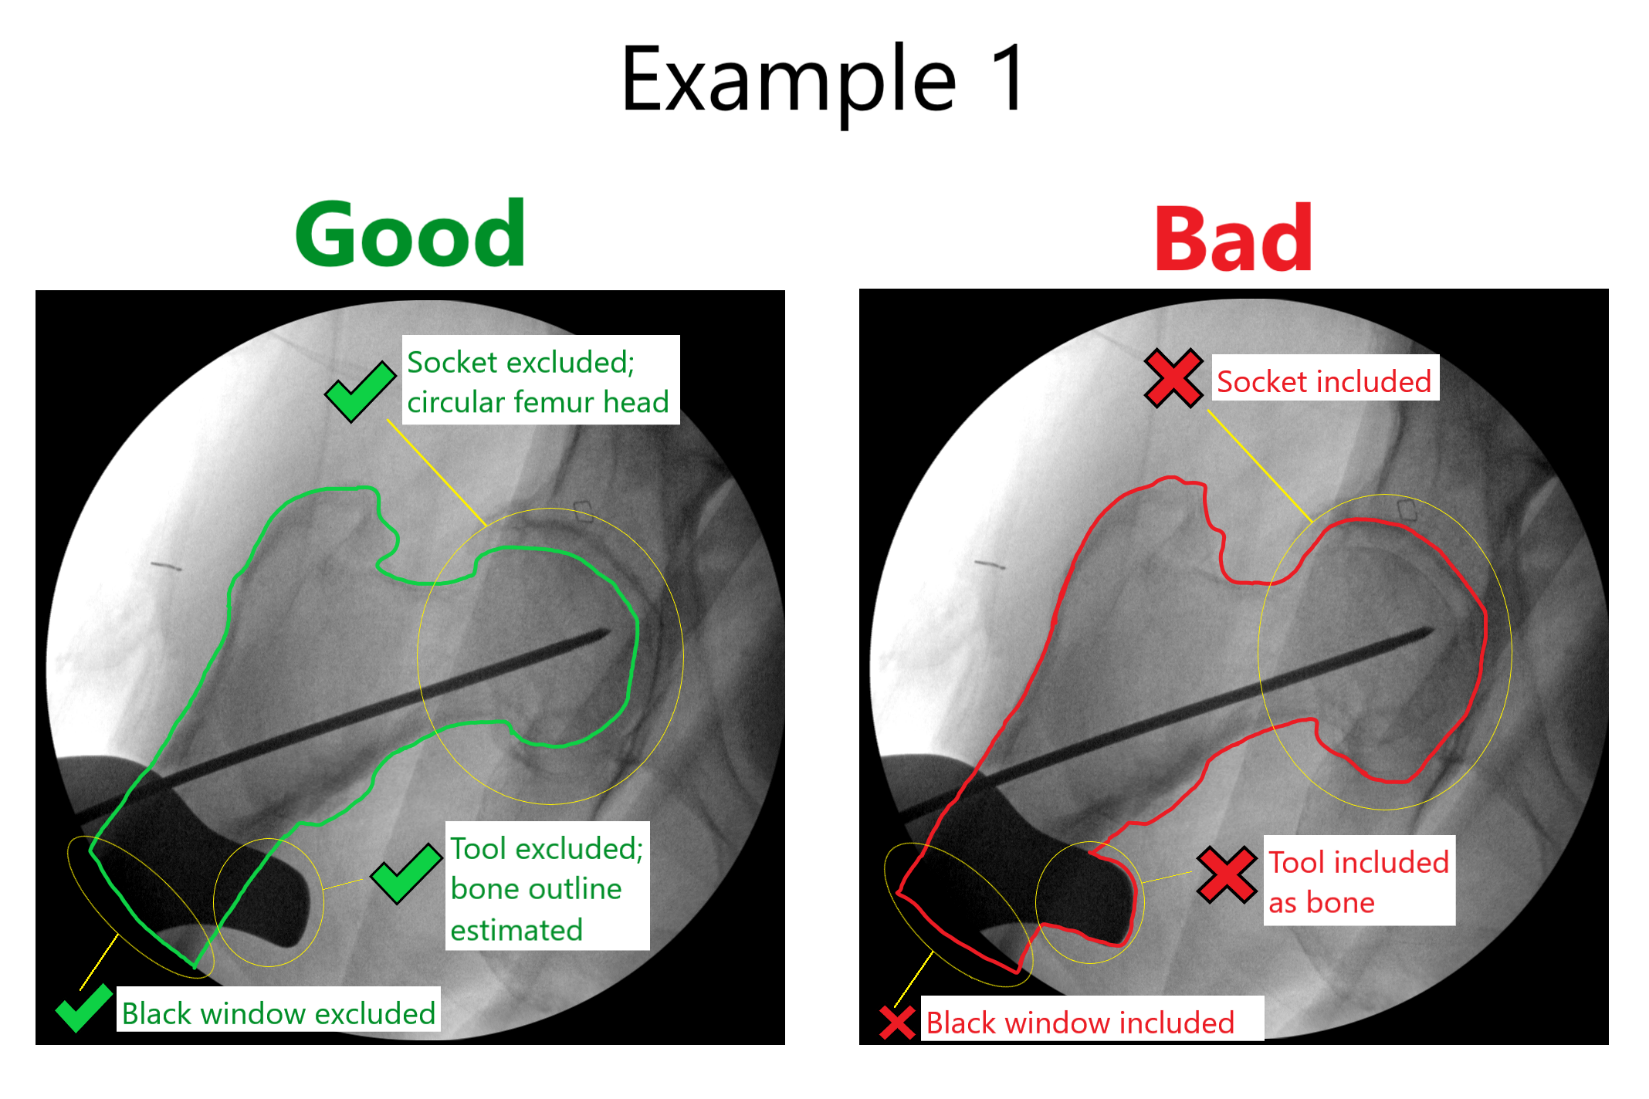 Example 1
Good
Socket excluded;
circular femur head
Tool excluded;
bone outline
estimated
Black window excluded
Bad
Socket included
Tool included
as bone
Black window included